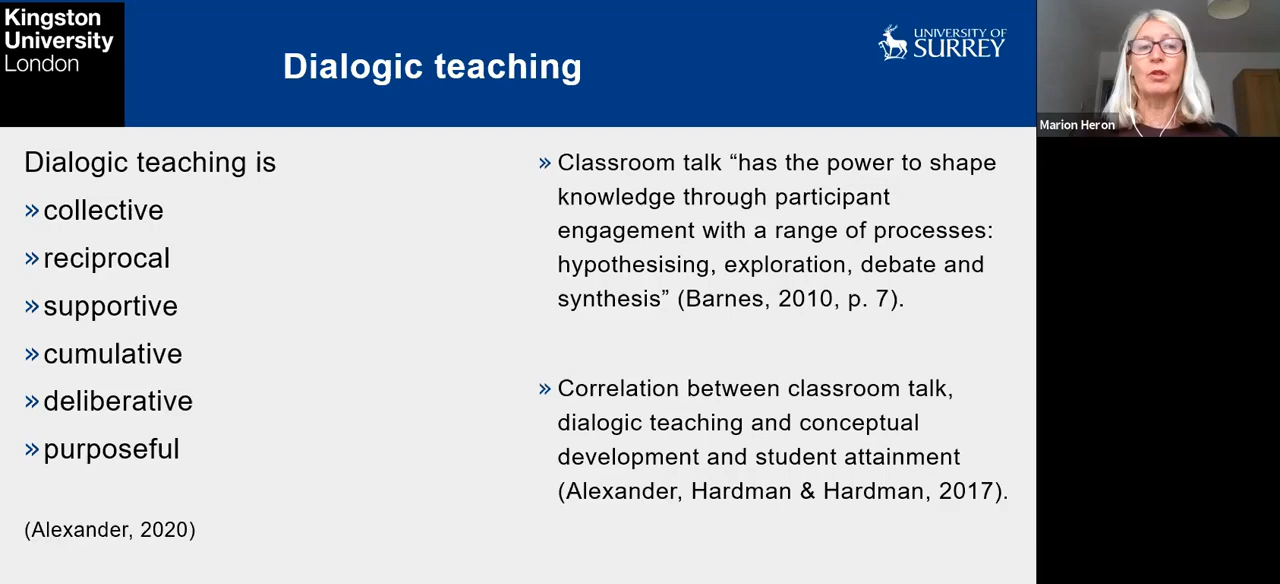 Kingston
University
London
Dialogic teaching
UNIVERSITY OF
SURREY
Marion Heron
Dialogic teaching is
» collective
» reciprocal
» supportive
» cumulative
» deliberative
» purposeful
(Alexander, 2020)
» Classroom talk “has the power to shape
knowledge through participant
engagement with a range of processes:
hypothesising, exploration, debate and
synthesis” (Barnes, 2010, p. 7).
» Correlation between classroom talk,
dialogic teaching and conceptual
development and student attainment
(Alexander, Hardman & Hardman, 2017).